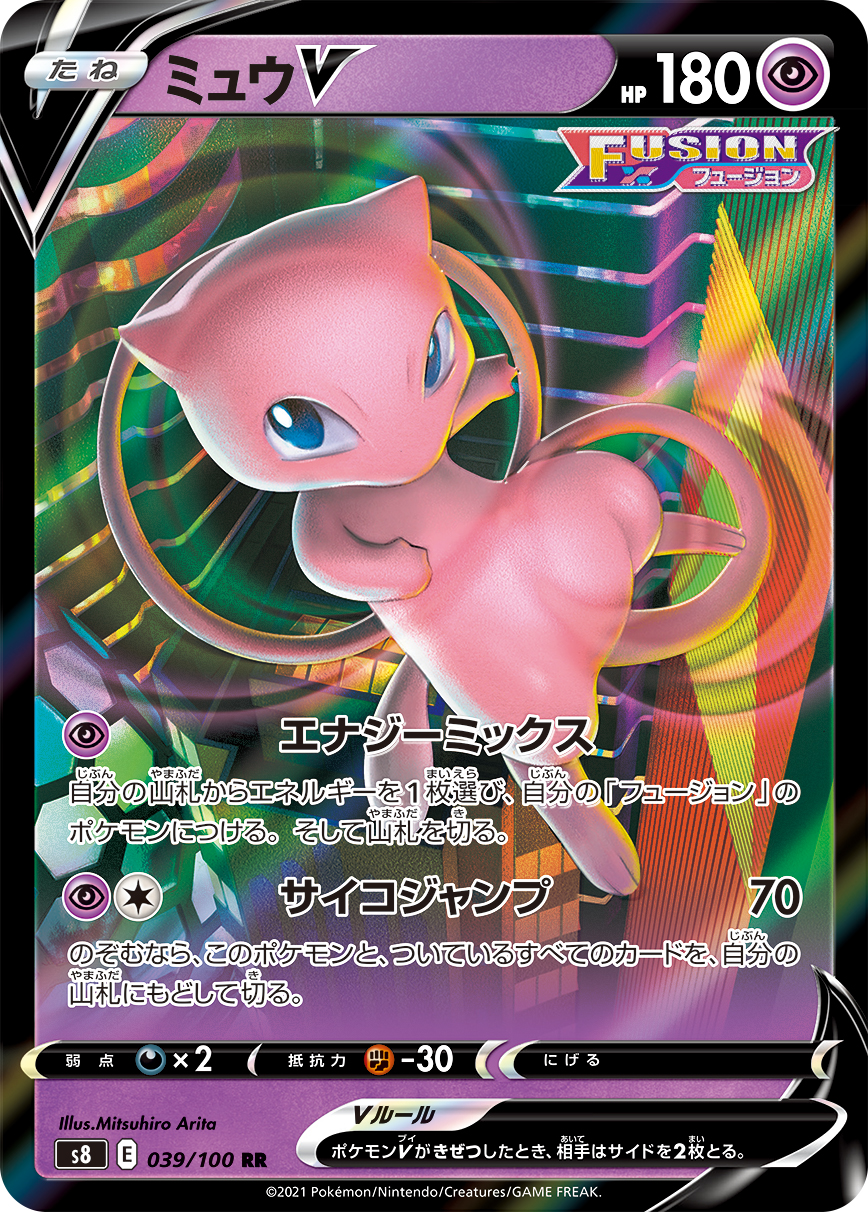 たね ミュウV HP 180
FUSION
フュージョン
エナジーミックス
自分の山札からエネルギーを1枚選び、自分の「フュージョン」の
ポケモンにつける。そして山札を切る。
サイコジャンプ 70
のぞむなら、このポケモンと、ついているすべてのカードを、自分の
山札にもどして切る。
弱点 ×2 抵抗力 -30 にげる
Illus.Mitsuhiro Arita
Vルール
ポケモンVがきぜつしたとき、相手はサイドを2枚とる。
s8 E 039/100 RR
©2021 Pokémon/Nintendo/Creatures/GAME FREAK.